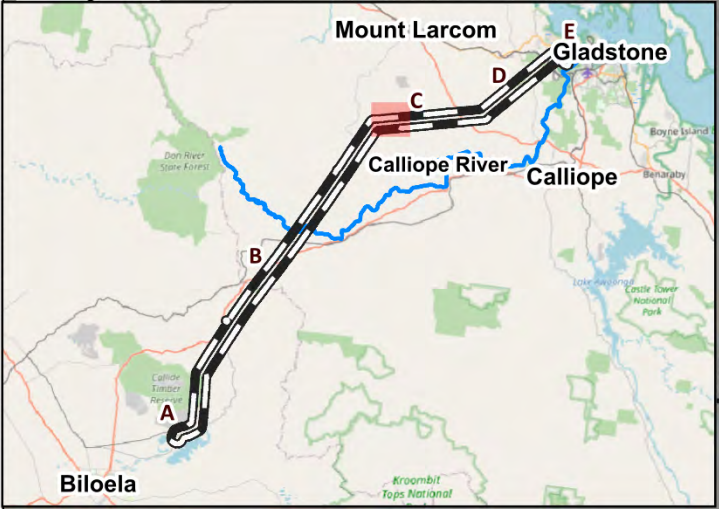 Mount Larcom
E
Gladstone
D
C
Boyne Island
Don River
State Forest
Calliope River
Calliope
Benaraby
B
Lake Awoonga
Castle Tower
National
Park
Callide
Timber
Reserve
A
Biloela
Kroombit
Tops National